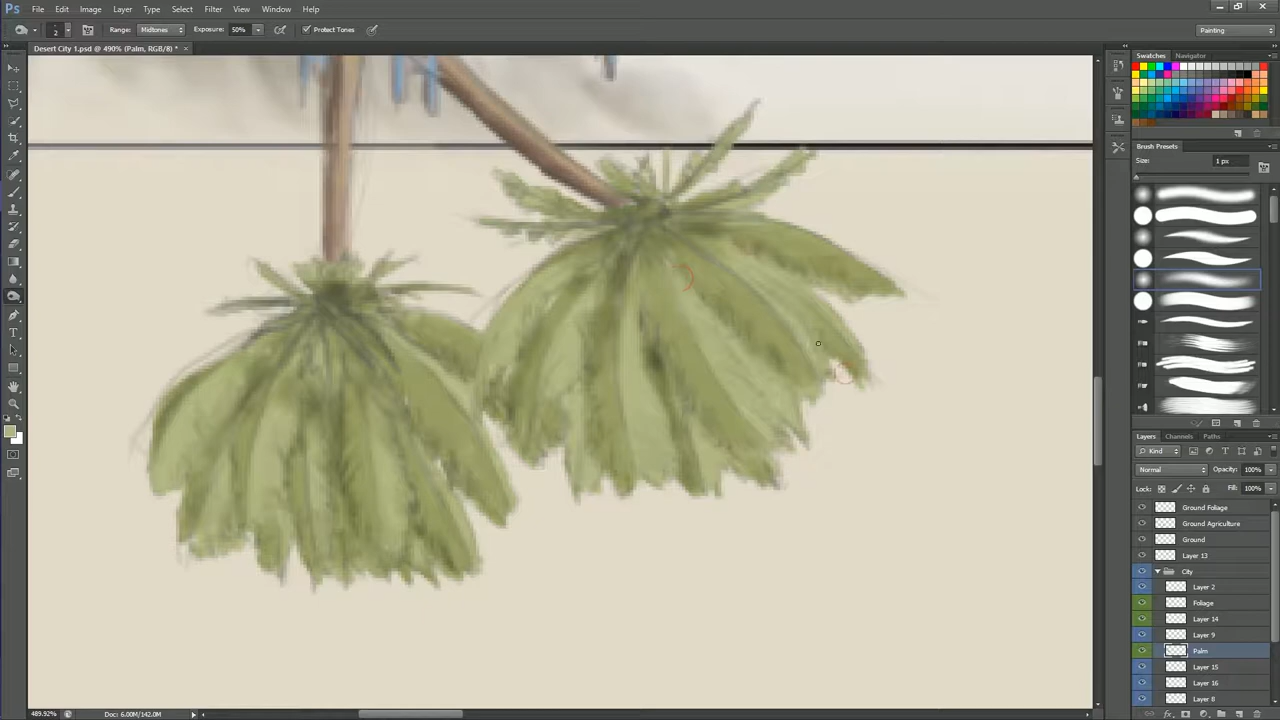 Ps File Edit Image Layer Type Select Filter View Window Help
2 Range: Midtones Exposure: 50% Protect Tones Painting
Desert City 1.psd @ 490% (Palm, RGB/8) * ×
Swatches Navigator
Brush Presets
Size: 1 px
Layers Channels Paths
Kind
Normal Opacity: 100%
Lock: Fill: 100%
Ground Foliage
Ground Agriculture
Ground
Layer 13
City
Layer 2
Foliage
Layer 14
Layer 9
Palm
Layer 15
Layer 16
Layer 8
489.92% Doc: 6.00M/142.0M